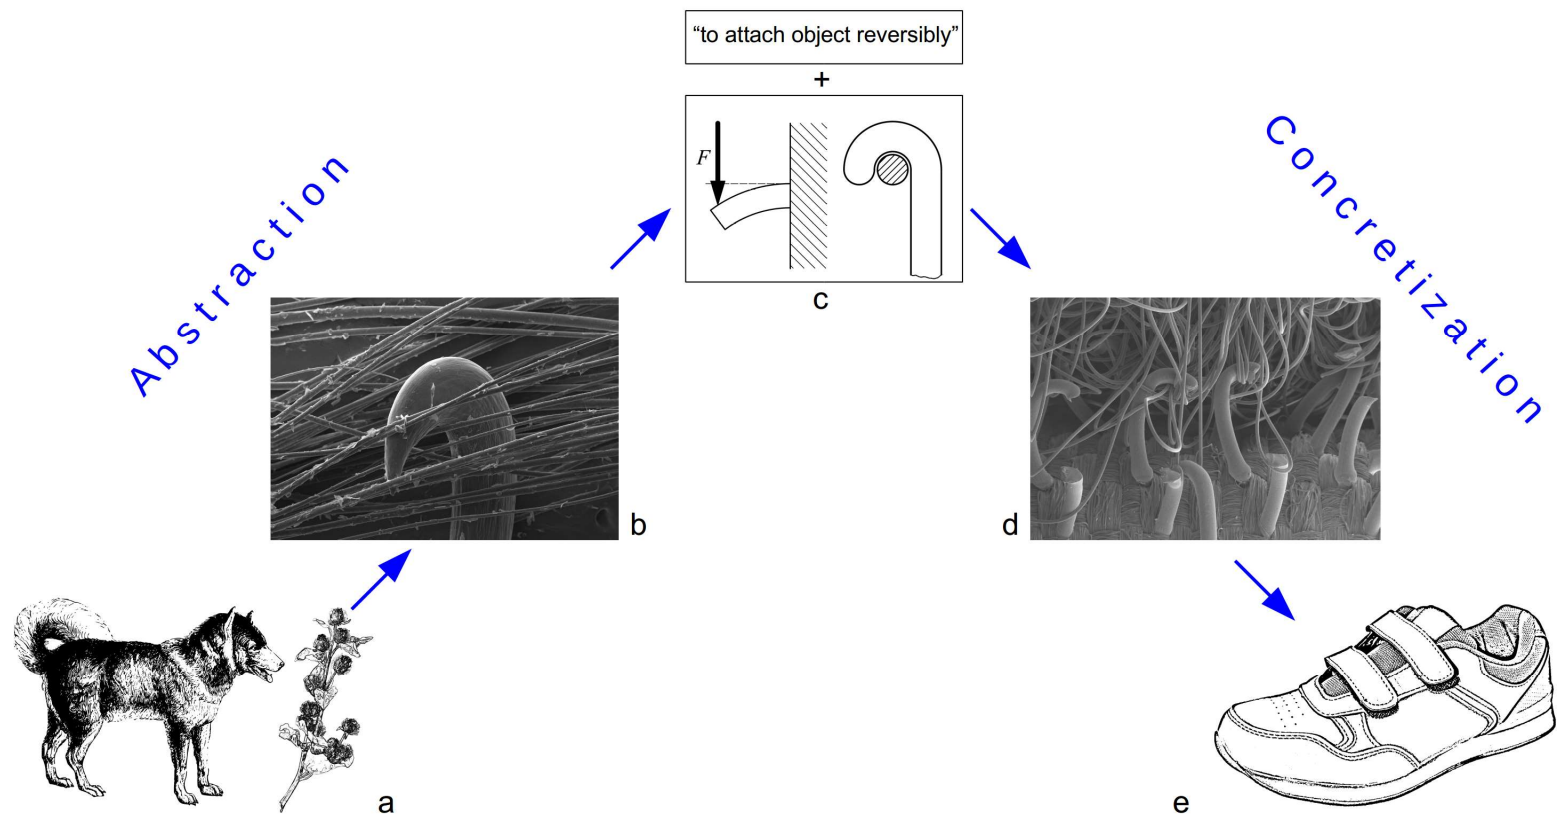 “to attach object reversibly”
+
F
c
Abstraction
Concretization
b
d
a
e